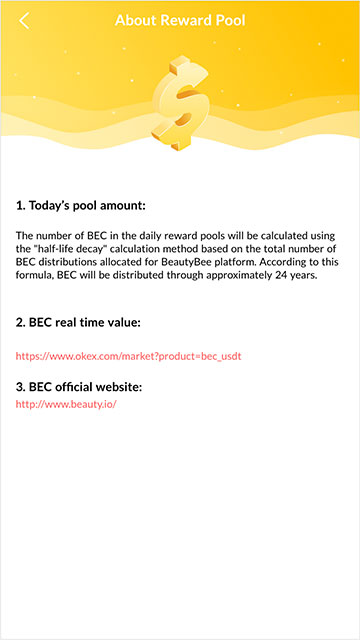 About Reward Pool
1. Today's pool amount:
The number of BEC in the daily reward pools will be calculated using
the "half-life decay" calculation method based on the total number of
BEC distributions allocated for BeautyBee platform. According to this
formula, BEC will be distributed through approximately 24 years.
2. BEC real time value:
https://www.okex.com/market?product=bec_usdt
3. BEC official website:
http://www.beauty.io/